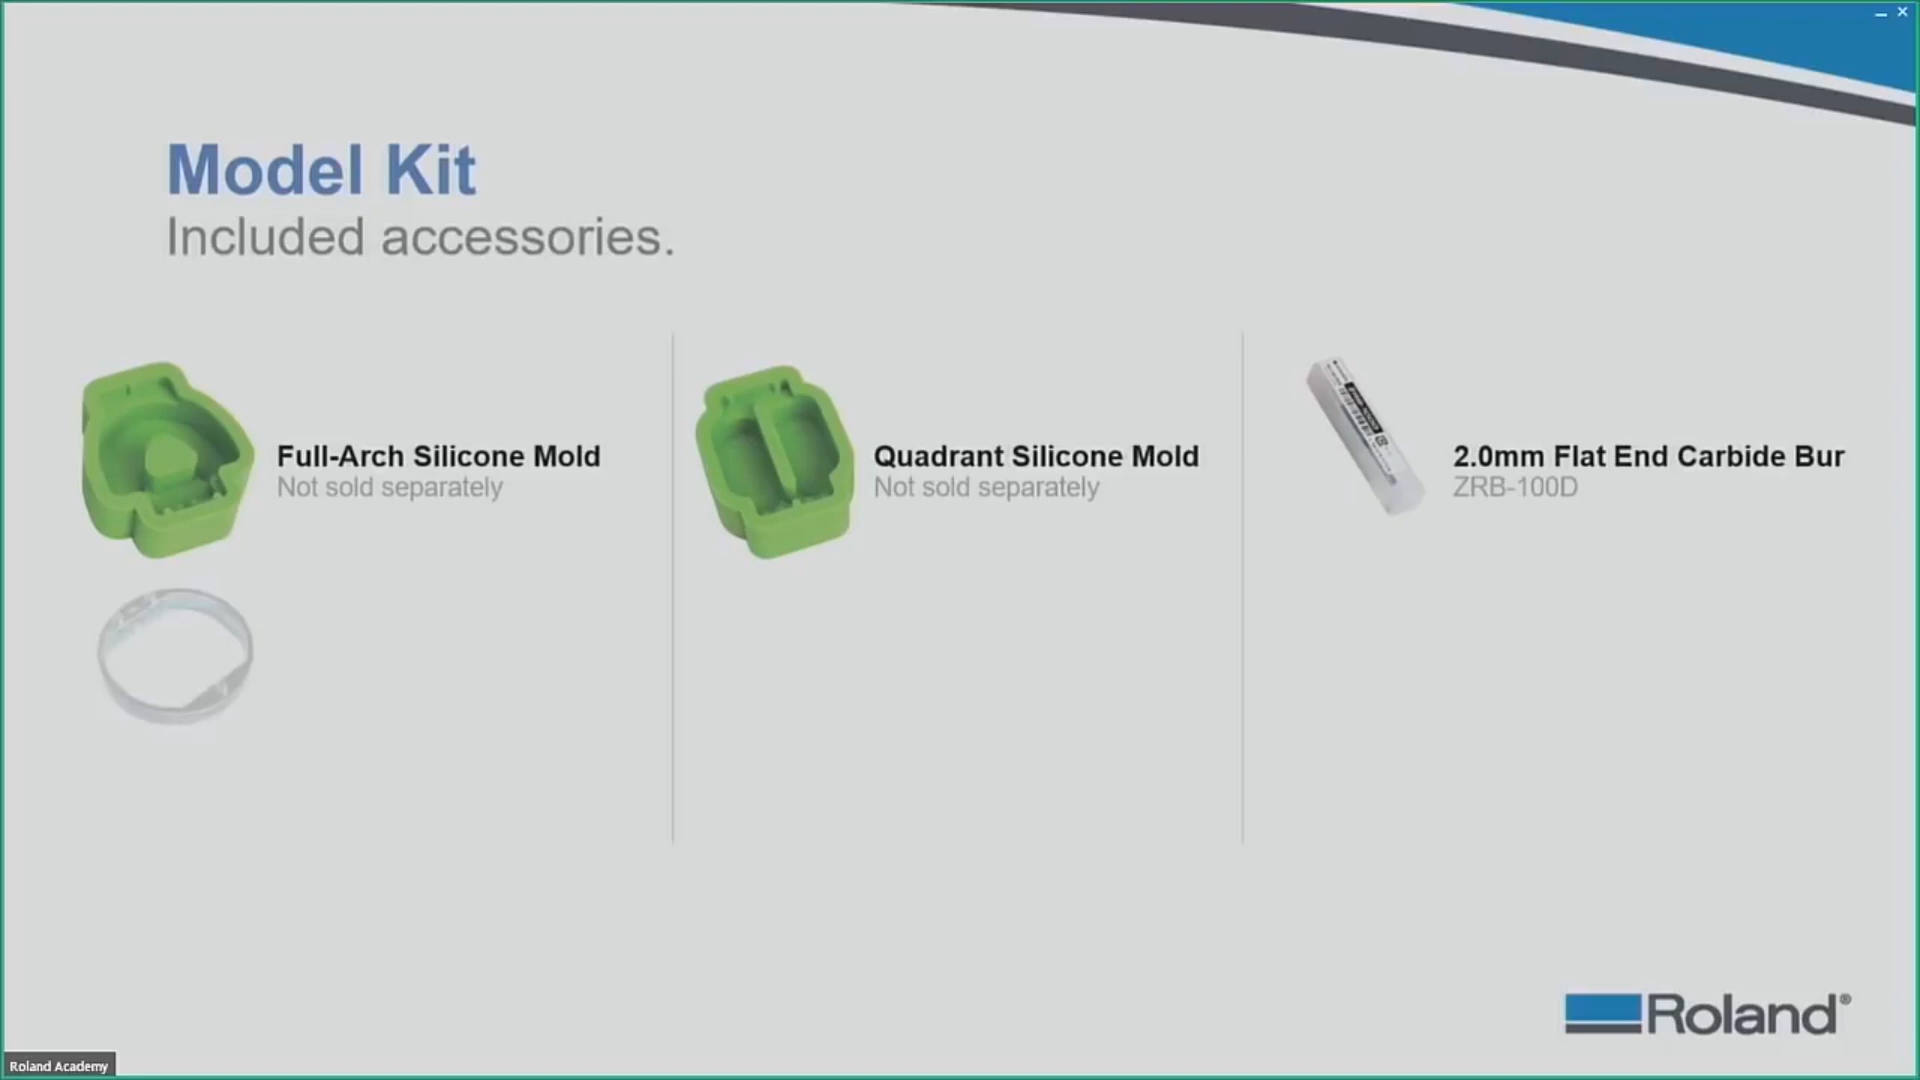 Model Kit
Included accessories.
Full-Arch Silicone Mold
Not sold separately
Quadrant Silicone Mold
Not sold separately
2.0mm Flat End Carbide Bur
ZRB-100D
Roland®
Roland Academy